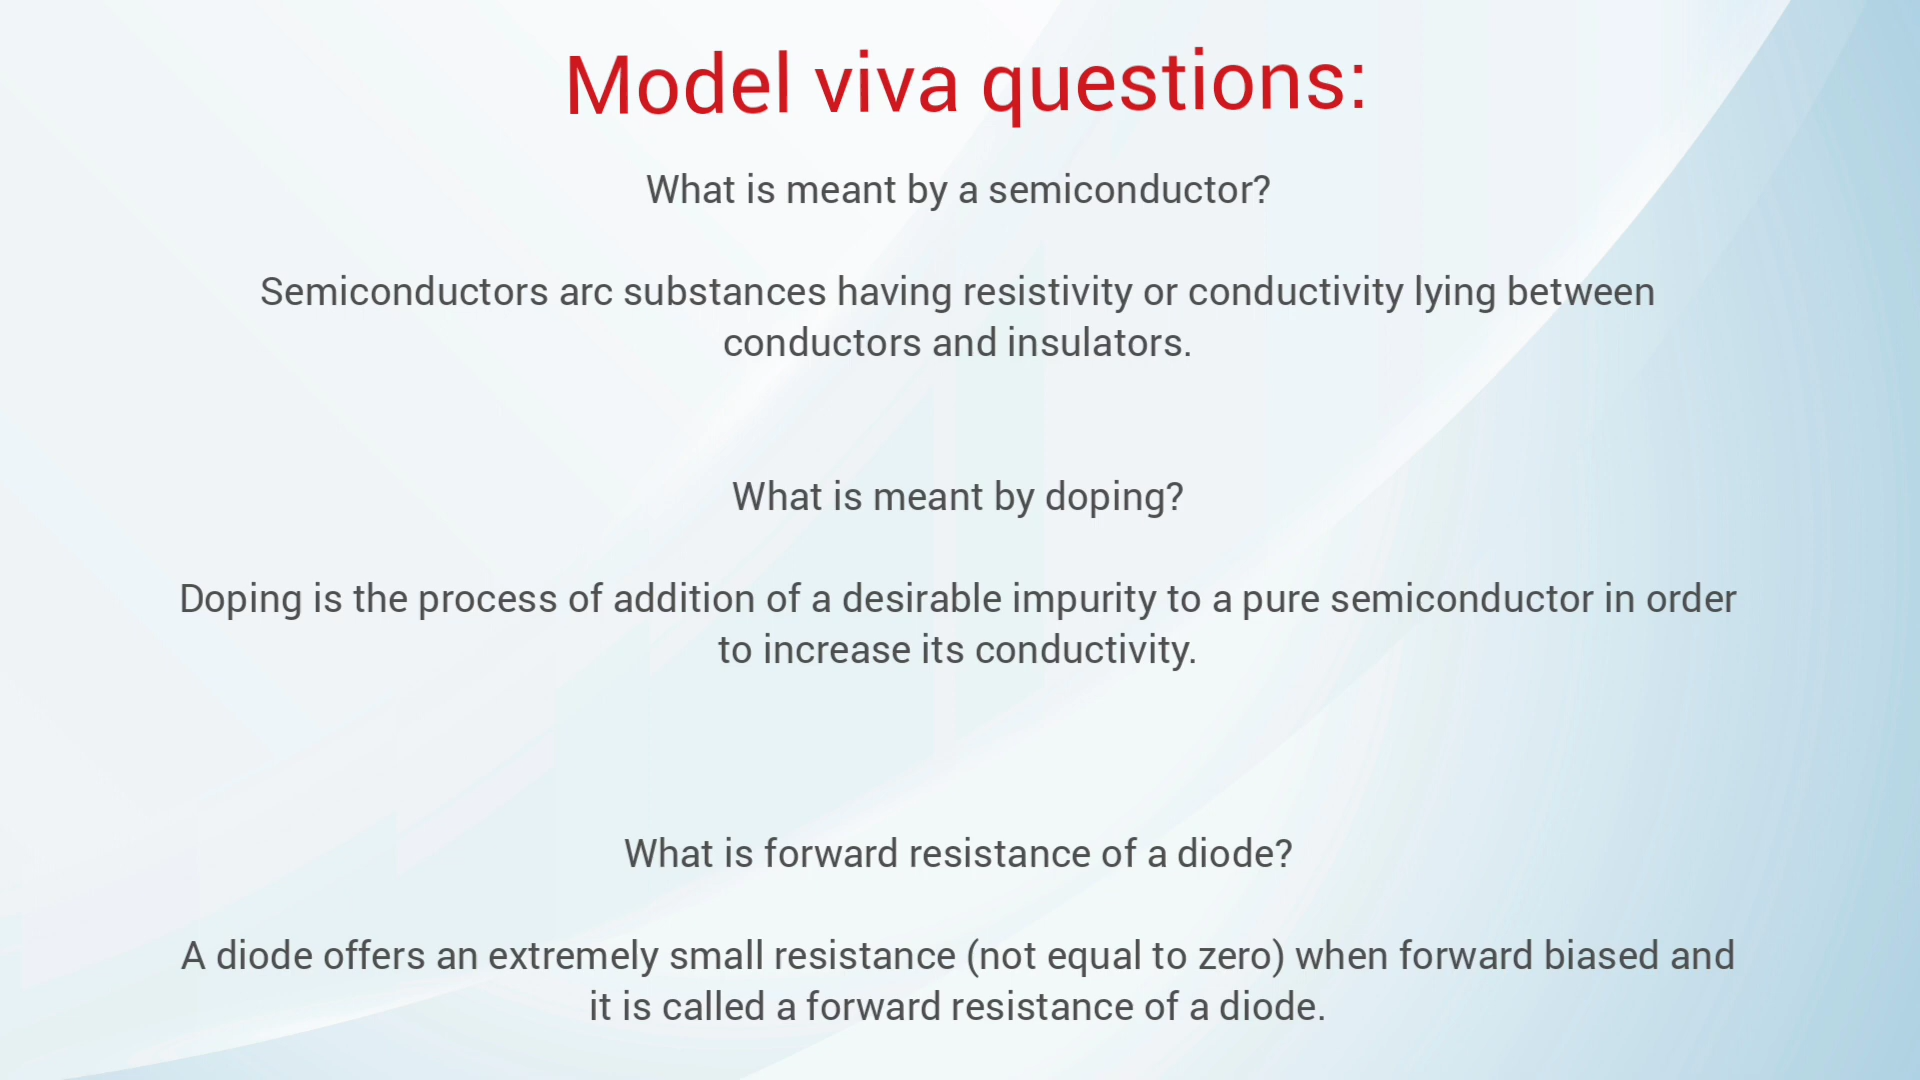 Model viva questions:
What is meant by a semiconductor?
Semiconductors arc substances having resistivity or conductivity lying between
conductors and insulators.
What is meant by doping?
Doping is the process of addition of a desirable impurity to a pure semiconductor in order
to increase its conductivity.
What is forward resistance of a diode?
A diode offers an extremely small resistance (not equal to zero) when forward biased and
it is called a forward resistance of a diode.